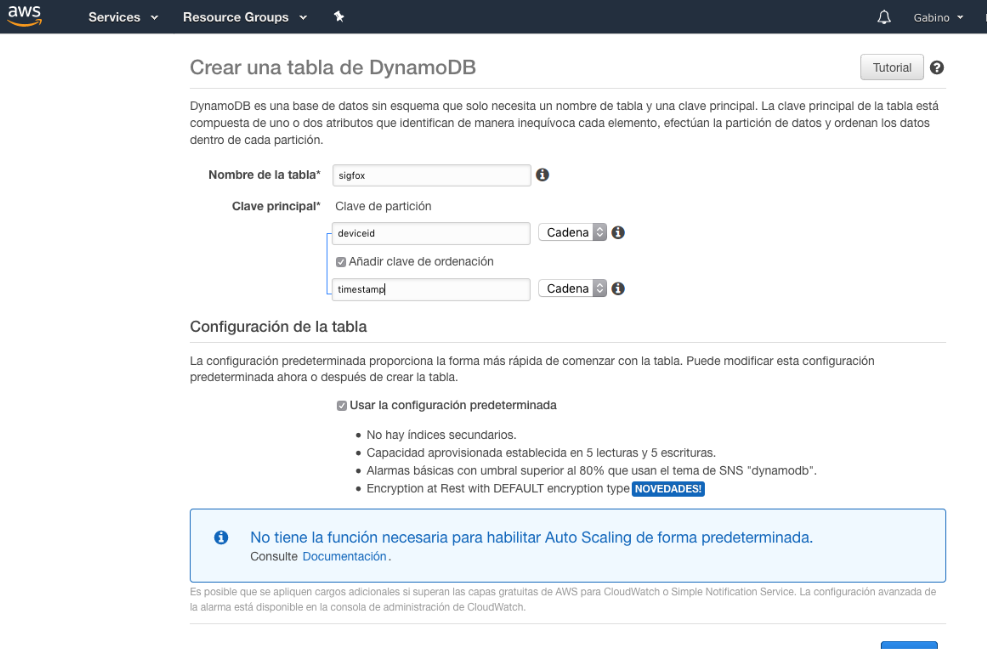 aws Services Resource Groups Gabino
Crear una tabla de DynamoDB Tutorial ?
DynamoDB es una base de datos sin esquema que solo necesita un nombre de tabla y una clave principal. La clave principal de la tabla está
compuesta de uno o dos atributos que identifican de manera inequívoca cada elemento, efectúan la partición de datos y ordenan los datos
dentro de cada partición.
Nombre de la tabla* sigfox i
Clave principal* Clave de partición
deviceid Cadena i
Añadir clave de ordenación
timestamp Cadena i
Configuración de la tabla
La configuración predeterminada proporciona la forma más rápida de comenzar con la tabla. Puede modificar esta configuración
predeterminada ahora o después de crear la tabla.
Usar la configuración predeterminada
• No hay índices secundarios.
• Capacidad aprovisionada establecida en 5 lecturas y 5 escrituras.
• Alarmas básicas con umbral superior al 80% que usan el tema de SNS "dynamodb".
• Encryption at Rest with DEFAULT encryption type NOVEDADES!
i No tiene la función necesaria para habilitar Auto Scaling de forma predeterminada.
Consulte Documentación.
Es posible que se apliquen cargos adicionales si superan las capas gratuitas de AWS para CloudWatch o Simple Notification Service. La configuración avanzada de
la alarma está disponible en la consola de administración de CloudWatch.